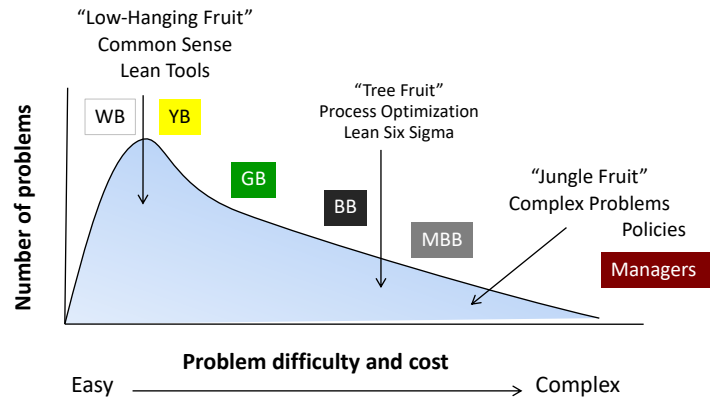 “Low-Hanging Fruit”
Common Sense
Lean Tools
WB
YB
“Tree Fruit”
Process Optimization
Lean Six Sigma
GB
BB
MBB
“Jungle Fruit”
Complex Problems
Policies
Managers
Number of problems
Problem difficulty and cost
Easy
Complex